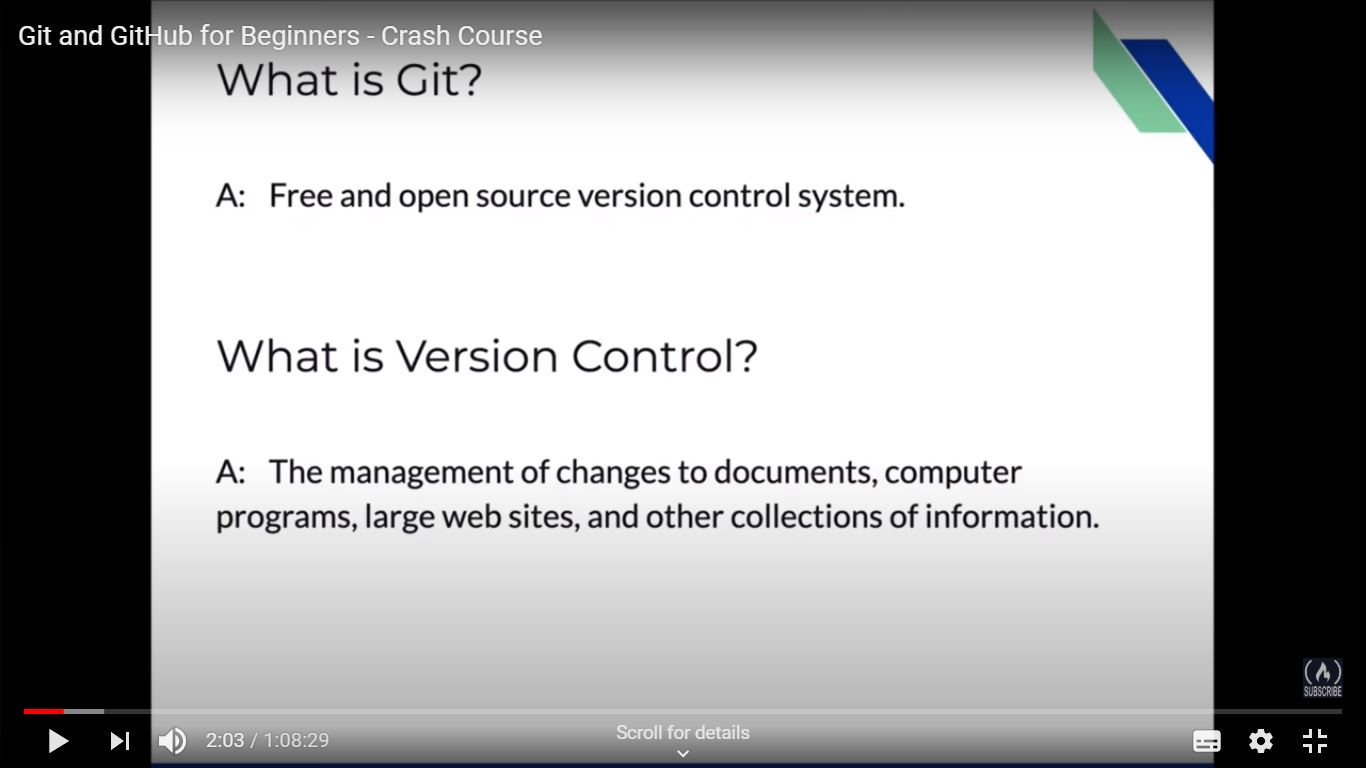 Git and GitHub for Beginners - Crash Course
What is Git?
A: Free and open source version control system.
What is Version Control?
A: The management of changes to documents, computer
programs, large web sites, and other collections of information.
SUBSCRIBE
2:03 / 1:08:29
Scroll for details